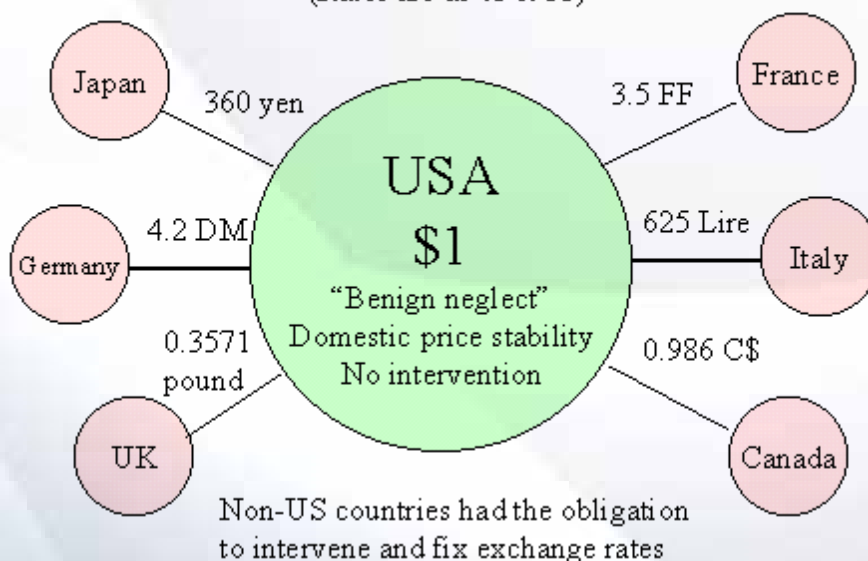 Japan
360 yen
3.5 FF
France
USA
$1
4.2 DM
625 Lire
Germany
Italy
“Benign neglect”
Domestic price stability
No intervention
0.3571
pound
0.986 C$
UK
Canada
Non-US countries had the obligation
to intervene and fix exchange rates